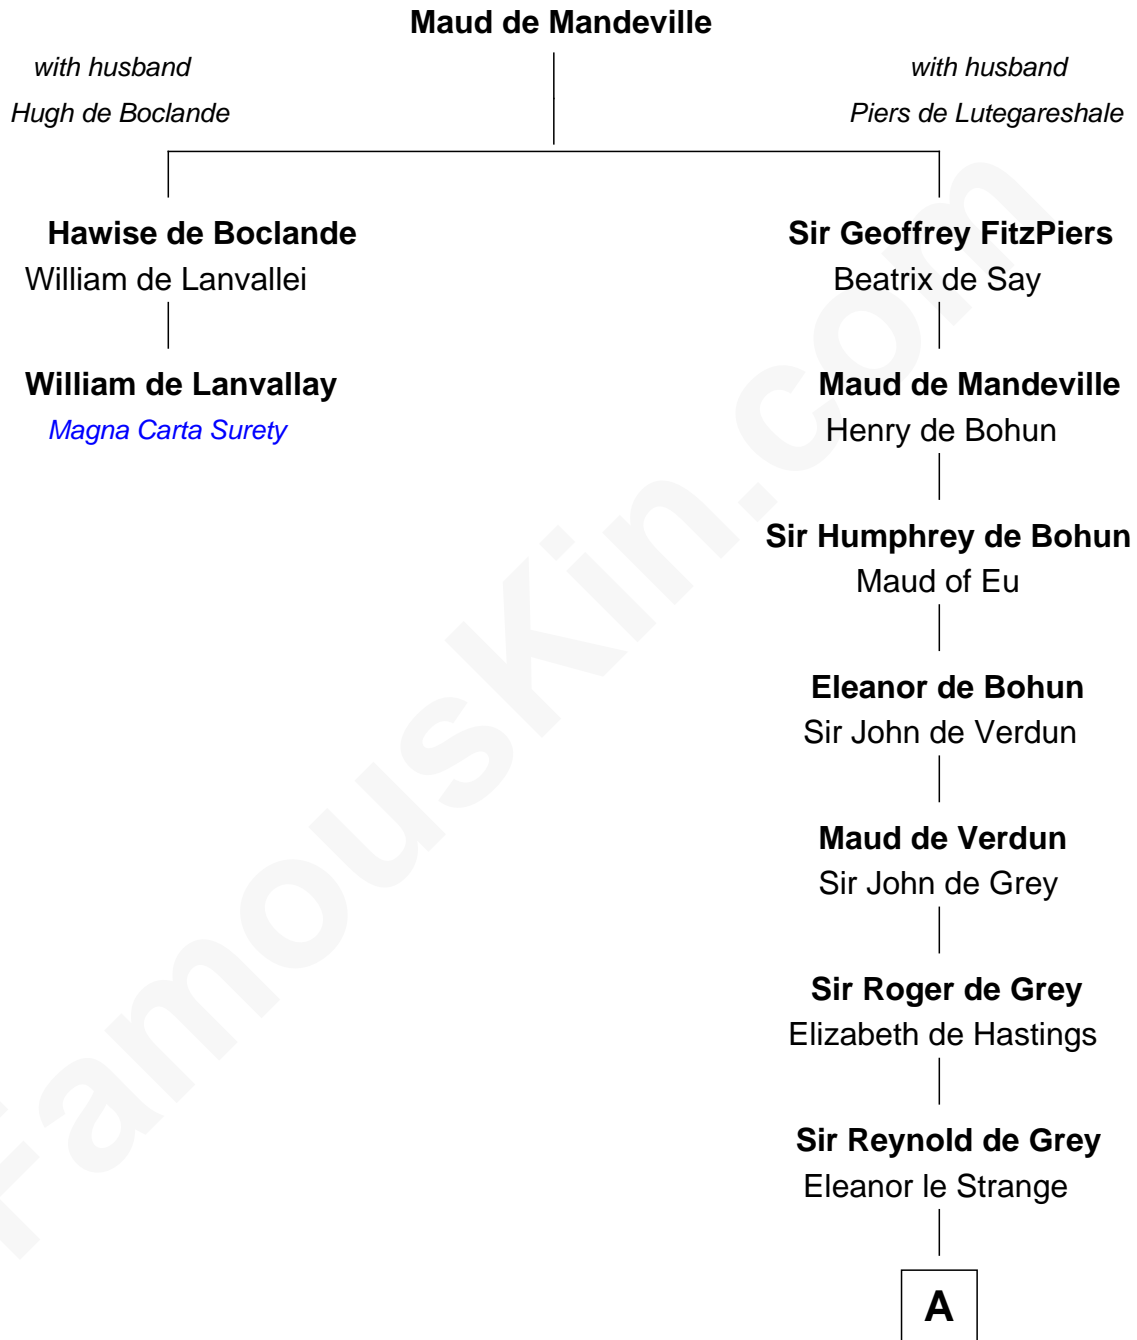 Maud de Mandeville
with husband
Hugh de Boclande
with husband
Piers de Lutegareshale
Hawise de Boclande
William de Lanvallei
William de Lanvallay
Magna Carta Surety
Sir Geoffrey FitzPiers
Beatrix de Say
Maud de Mandeville
Henry de Bohun
Sir Humphrey de Bohun
Maud of Eu
Eleanor de Bohun
Sir John de Verdun
Maud de Verdun
Sir John de Grey
Sir Roger de Grey
Elizabeth de Hastings
Sir Reynold de Grey
Eleanor le Strange
A
FamousKin.com